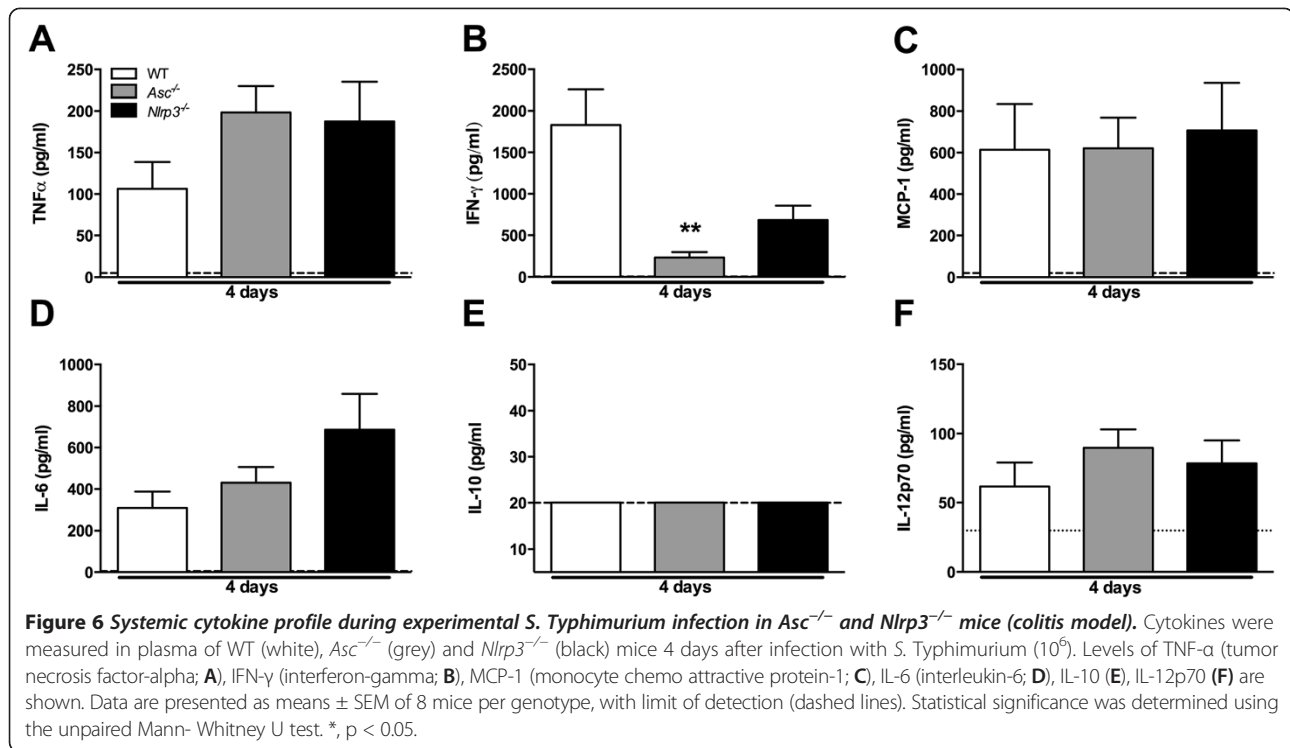 A
250
200
150
100
50
0
TNFα (pg/ml)
WT
Asc-/-
Nlrp3-/-
4 days
B
2500
2000
1500
1000
500
0
IFN-γ (pg/ml)
**
4 days
C
1000
800
600
400
200
0
MCP-1 (pg/ml)
4 days
D
1000
800
600
400
200
0
IL-6 (pg/ml)
4 days
E
50
40
30
20
10
IL-10 (pg/ml
4 days
F
150
100
50
0
IL-12p70 (pg/ml)
4 days
Figure 6 Systemic cytokine profile during experimental S. Typhimurium infection in Asc−/− and Nlrp3−/− mice (colitis model). Cytokines were
measured in plasma of WT (white), Asc−/− (grey) and Nlrp3−/− (black) mice 4 days after infection with S. Typhimurium (10⁶). Levels of TNF-α (tumor
necrosis factor-alpha; A), IFN-γ (interferon-gamma; B), MCP-1 (monocyte chemo attractive protein-1; C), IL-6 (interleukin-6; D), IL-10 (E), IL-12p70 (F) are
shown. Data are presented as means ± SEM of 8 mice per genotype, with limit of detection (dashed lines). Statistical significance was determined using
the unpaired Mann- Whitney U test. *, p < 0.05.